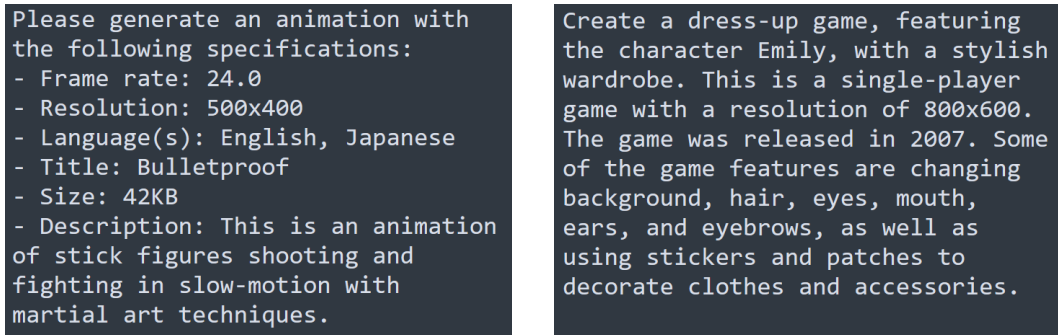 Please generate an animation with
the following specifications:
- Frame rate: 24.0
- Resolution: 500x400
- Language(s): English, Japanese
- Title: Bulletproof
- Size: 42KB
- Description: This is an animation
of stick figures shooting and
fighting in slow-motion with
martial art techniques.
Create a dress-up game, featuring
the character Emily, with a stylish
wardrobe. This is a single-player
game with a resolution of 800x600.
The game was released in 2007. Some
of the game features are changing
background, hair, eyes, mouth,
ears, and eyebrows, as well as
using stickers and patches to
decorate clothes and accessories.